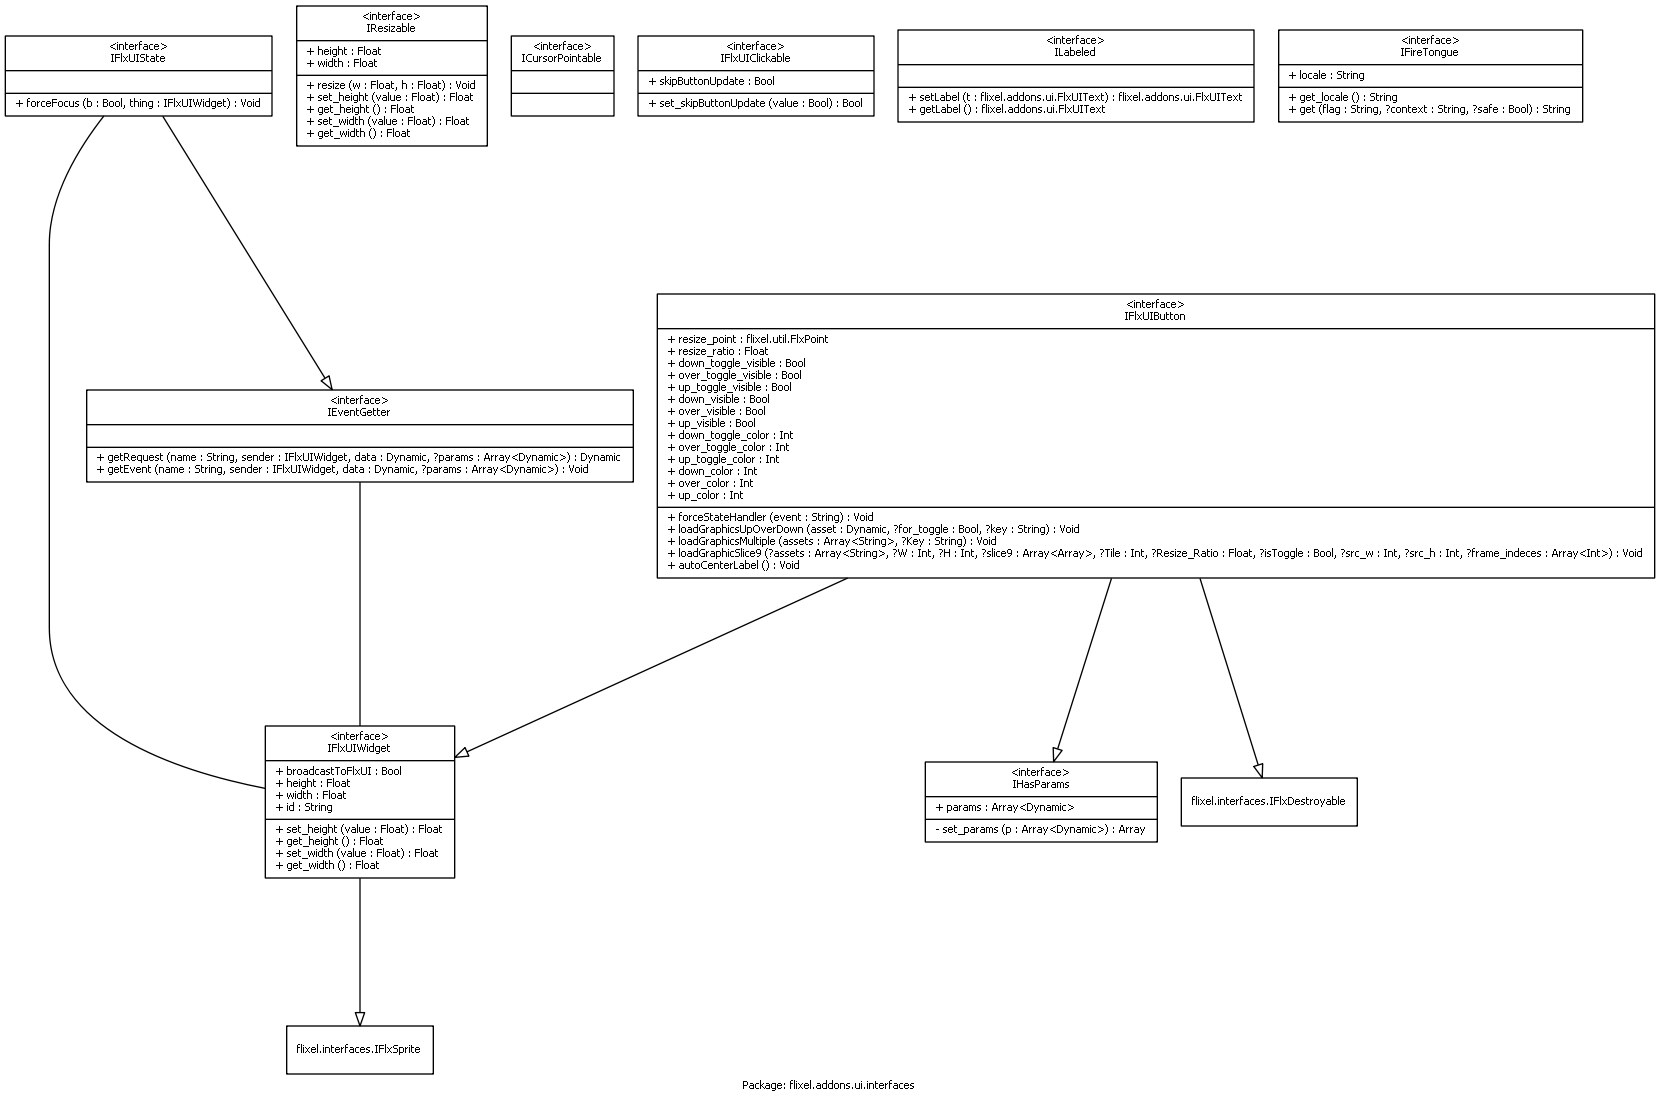 <interface>
IFlxUIState
+ forceFocus (b : Bool, thing : IFlxUIWidget) : Void
<interface>
IResizable
+ height : Float
+ width : Float
+ resize (w : Float, h : Float) : Void
+ set_height (value : Float) : Float
+ get_height () : Float
+ set_width (value : Float) : Float
+ get_width () : Float
<interface>
ICursorPointable
<interface>
IFlxUIClickable
+ skipButtonUpdate : Bool
+ set_skipButtonUpdate (value : Bool) : Bool
<interface>
ILabeled
+ setLabel (t : flixel.addons.ui.FlxUIText) : flixel.addons.ui.FlxUIText
+ getLabel () : flixel.addons.ui.FlxUIText
<interface>
IFireTongue
+ locale : String
+ get_locale () : String
+ get (flag : String, ?context : String, ?safe : Bool) : String
<interface>
IFlxUIButton
+ resize_point : flixel.util.FlxPoint
+ resize_ratio : Float
+ down_toggle_visible : Bool
+ over_toggle_visible : Bool
+ up_toggle_visible : Bool
+ down_visible : Bool
+ over_visible : Bool
+ up_visible : Bool
+ down_toggle_color : Int
+ over_toggle_color : Int
+ up_toggle_color : Int
+ down_color : Int
+ over_color : Int
+ up_color : Int
+ forceStateHandler (event : String) : Void
+ loadGraphicsUpOverDown (asset : Dynamic, ?for_toggle : Bool, ?key : String) : Void
+ loadGraphicsMultiple (assets : Array<String>, ?Key : String) : Void
+ loadGraphicSlice9 (?assets : Array<String>, ?W : Int, ?H : Int, ?slice9 : Array<Array>, ?Tile : Int, ?Resize_Ratio : Float, ?isToggle : Bool, ?src_w : Int, ?src_h : Int, ?frame_indeces : Array<Int>) : Void
+ autoCenterLabel () : Void
<interface>
IEventGetter
+ getRequest (name : String, sender : IFlxUIWidget, data : Dynamic, ?params : Array<Dynamic>) : Dynamic
+ getEvent (name : String, sender : IFlxUIWidget, data : Dynamic, ?params : Array<Dynamic>) : Void
<interface>
IFlxUIWidget
+ broadcastToFlxUI : Bool
+ height : Float
+ width : Float
+ id : String
+ set_height (value : Float) : Float
+ get_height () : Float
+ set_width (value : Float) : Float
+ get_width () : Float
<interface>
IHasParams
+ params : Array<Dynamic>
- set_params (p : Array<Dynamic>) : Array
flixel.interfaces.IFlxDestroyable
flixel.interfaces.IFlxSprite
Package: flixel.addons.ui.interfaces